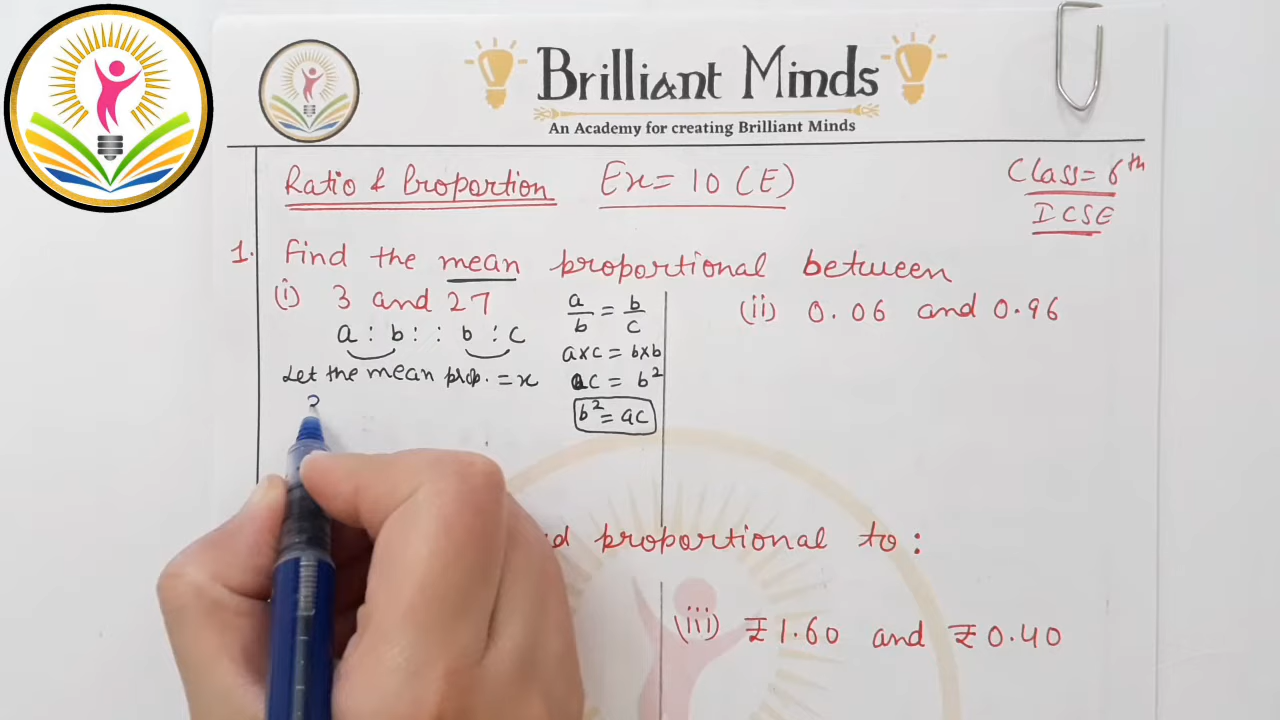 Brilliant Minds
An Academy for creating Brilliant Minds
Ratio & Proportion Ex = 10 (E) Class = 6th
ICSE
1. Find the mean proportional between
(i) 3 and 27
a : b : : b : c
Let the mean prop. = x
a/b = b/c
a×c = b×b
ac = b²
b² = ac
(ii) 0.06 and 0.96
proportional to :
(iii) ₹1.60 and ₹0.40